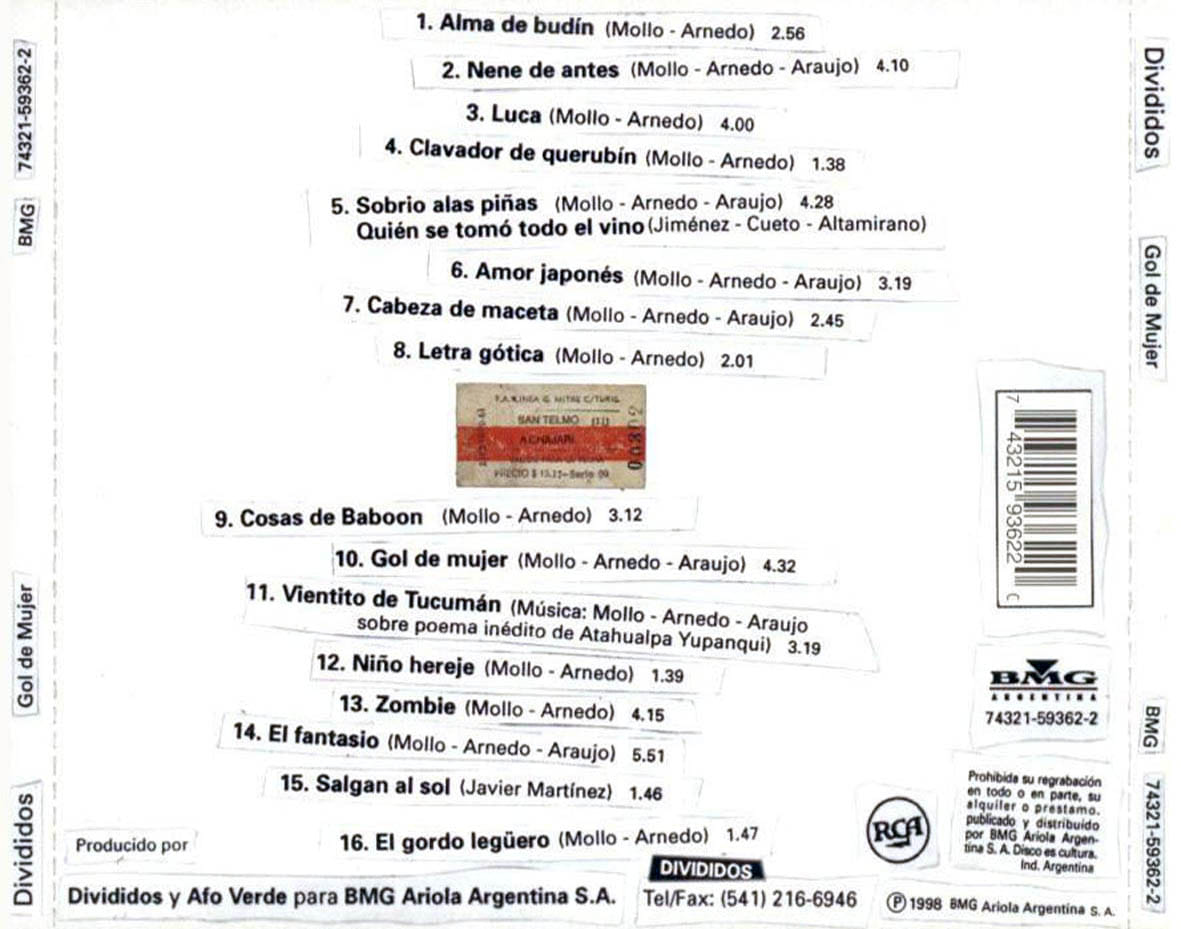 1. Alma de budín (Mollo - Arnedo) 2.56
2. Nene de antes (Mollo - Arnedo - Araujo) 4.10
3. Luca (Mollo - Arnedo) 4.00
4. Clavador de querubín (Mollo - Arnedo) 1.38
5. Sobrio alas piñas (Mollo - Arnedo - Araujo) 4.28
Quién se tomó todo el vino (Jiménez - Cueto - Altamirano)
6. Amor japonés (Mollo - Arnedo - Araujo) 3.19
7. Cabeza de maceta (Mollo - Arnedo - Araujo) 2.45
8. Letra gótica (Mollo - Arnedo) 2.01
SAN TELMO
PRECIO $
00802
9. Cosas de Baboon (Mollo - Arnedo) 3.12
10. Gol de mujer (Mollo - Arnedo - Araujo) 4.32
11. Vientito de Tucumán (Música: Mollo - Arnedo - Araujo
sobre poema inédito de Atahualpa Yupanqui) 3.19
12. Niño hereje (Mollo - Arnedo) 1.39
13. Zombie (Mollo - Arnedo) 4.15
14. El fantasio (Mollo - Arnedo - Araujo) 5.51
15. Salgan al sol (Javier Martínez) 1.46
16. El gordo legüero (Mollo - Arnedo) 1.47
Producido por
Divididos y Afo Verde para BMG Ariola Argentina S.A.
DIVIDIDOS
Tel/Fax: (541) 216-6946
℗ 1998 BMG Ariola Argentina S. A.
RCA
Prohibida su regrabación
en todo o en parte, su
alquiler o prestamo.
publicado y distribuido
por BMG Ariola Argen-
tina S. A. Disco es cultura.
Ind. Argentina
BMG
ARGENTINA
74321-59362-2
7 43215 93622 0
Divididos
Gol de Mujer
BMG
74321-59362-2
Divididos
Gol de Mujer
BMG
74321-59362-2